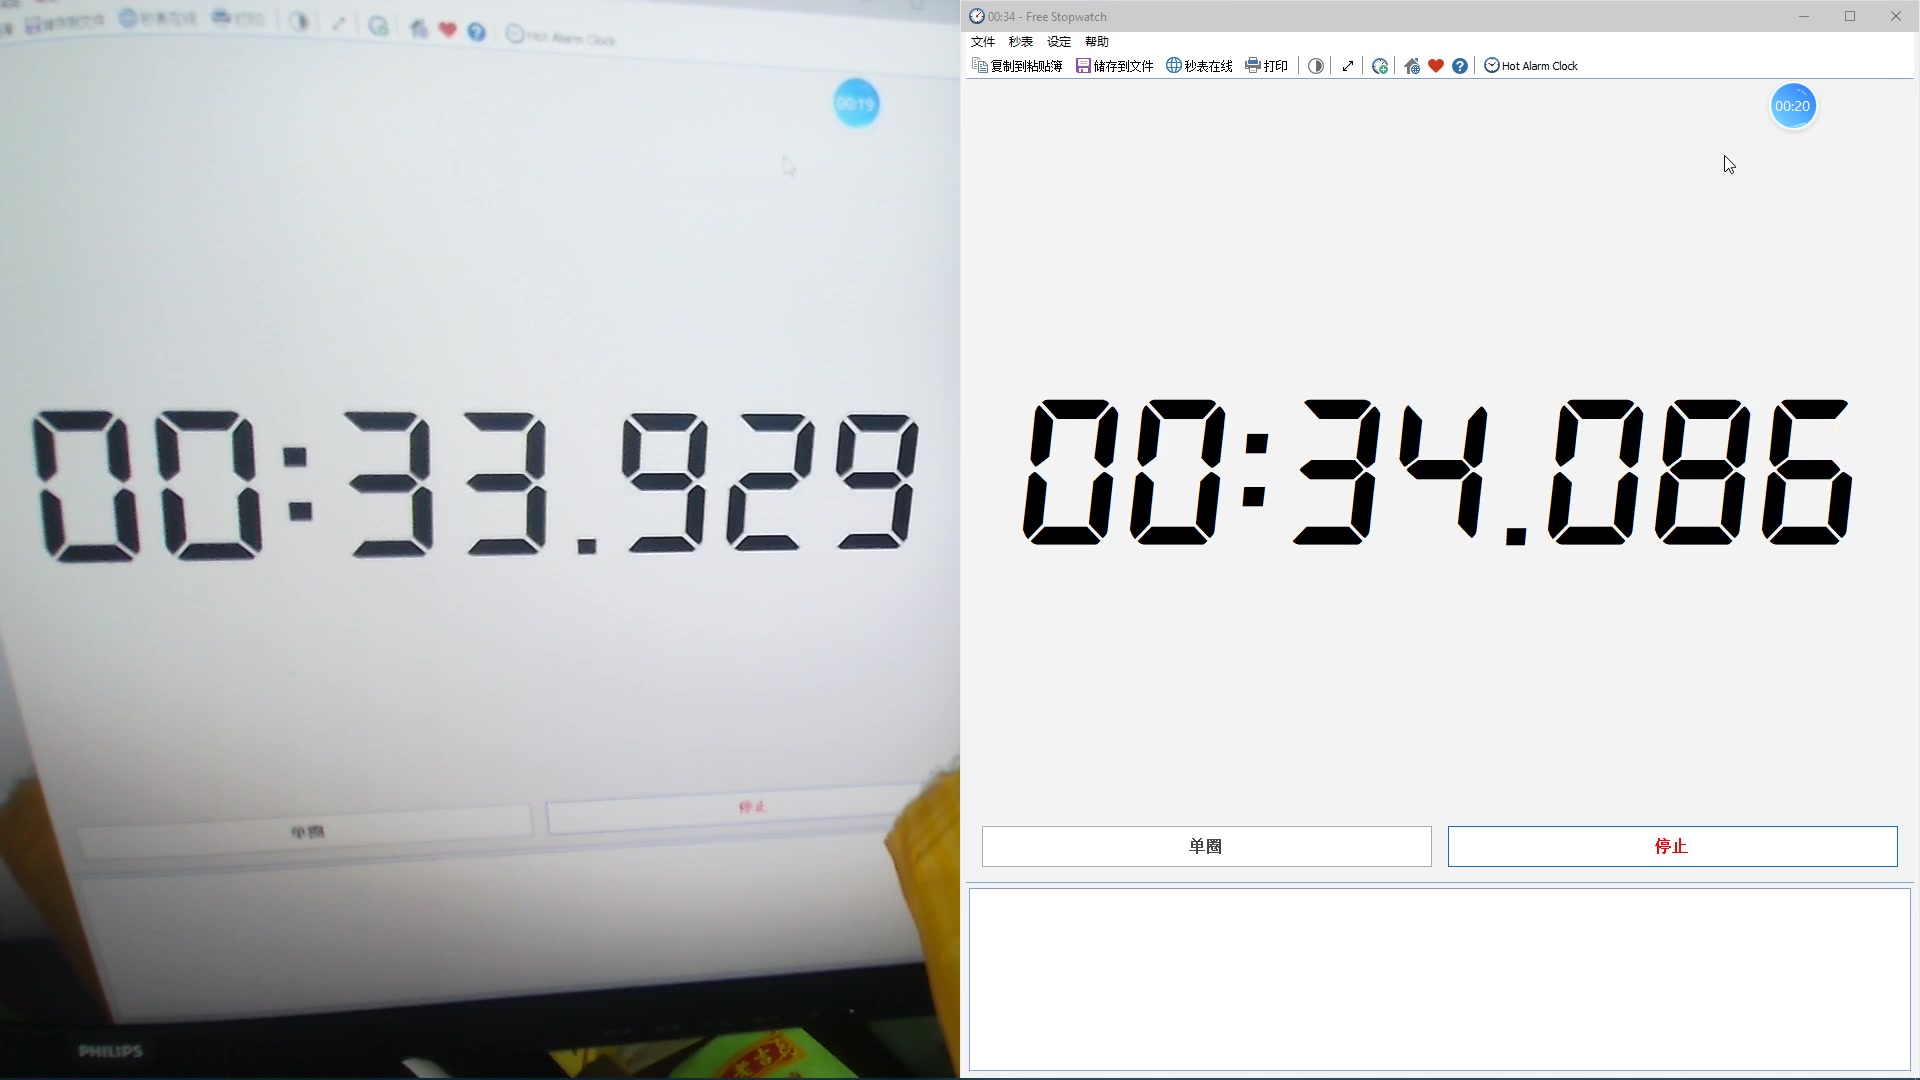 储存到文件 秒表在线 打印 Hot Alarm Clock
00:19
00:33.929
单圈 停止
PHILIPS
老吉
00:34 - Free Stopwatch
文件 秒表 设定 帮助
复制到粘贴簿 储存到文件 秒表在线 打印 Hot Alarm Clock
00:20
00:34.086
单圈 停止